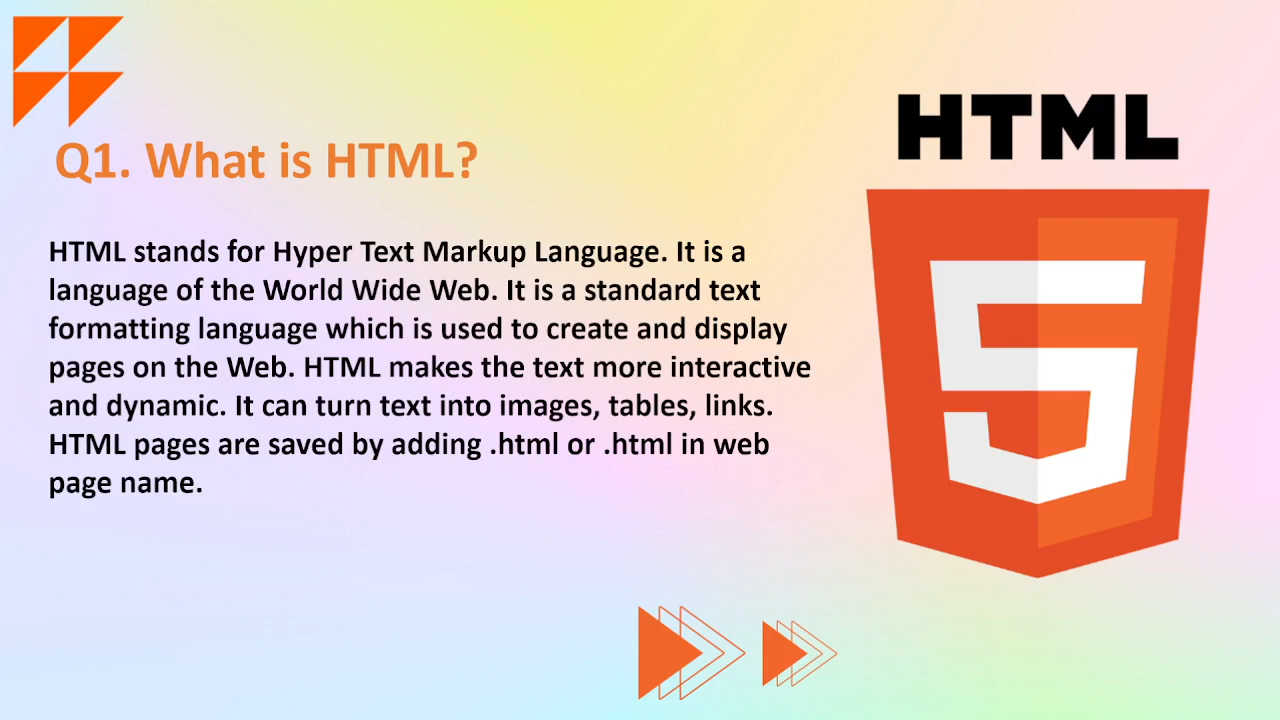 HTML
Q1. What is HTML?
HTML stands for Hyper Text Markup Language. It is a
language of the World Wide Web. It is a standard text
formatting language which is used to create and display
pages on the Web. HTML makes the text more interactive
and dynamic. It can turn text into images, tables, links.
HTML pages are saved by adding .html or .html in web
page name.
5